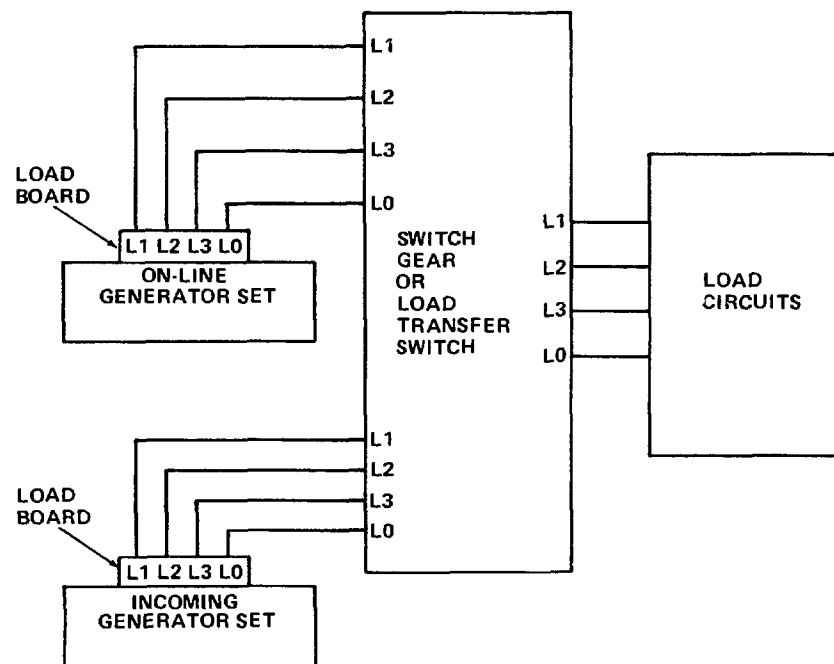 L1
L2
L3
L0
LOAD
BOARD
L1 L2 L3 L0
ON-LINE
GENERATOR SET
SWITCH
GEAR
OR
LOAD
TRANSFER
SWITCH
L1
L2
L3
L0
LOAD
CIRCUITS
L1
L2
L3
L0
LOAD
BOARD
L1 L2 L3 L0
INCOMING
GENERATOR SET